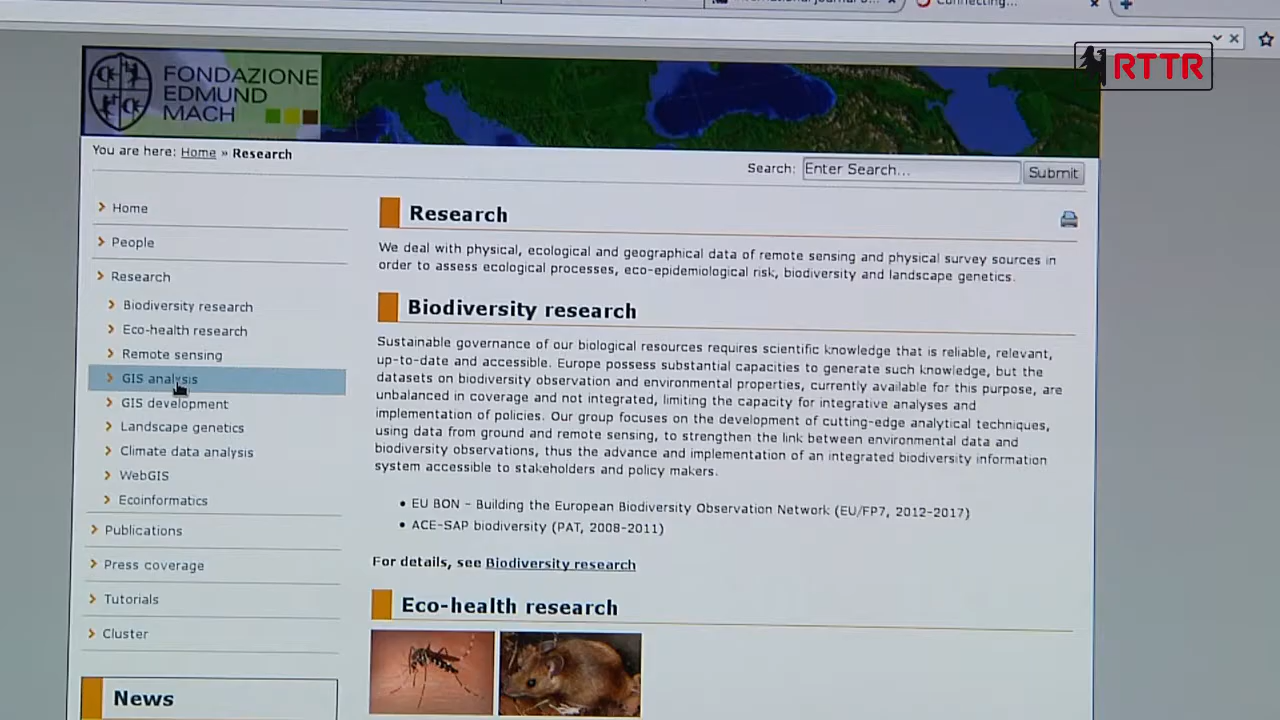 Connecting...
RTTR
FONDAZIONE
EDMUND
MACH
You are here: Home » Research
Search: Enter Search... Submit
Home
People
Research
Biodiversity research
Eco-health research
Remote sensing
GIS analysis
GIS development
Landscape genetics
Climate data analysis
WebGIS
Ecoinformatics
Publications
Press coverage
Tutorials
Cluster
News
Research
We deal with physical, ecological and geographical data of remote sensing and physical survey sources in
order to assess ecological processes, eco-epidemiological risk, biodiversity and landscape genetics.
Biodiversity research
Sustainable governance of our biological resources requires scientific knowledge that is reliable, relevant,
up-to-date and accessible. Europe possess substantial capacities to generate such knowledge, but the
datasets on biodiversity observation and environmental properties, currently available for this purpose, are
unbalanced in coverage and not integrated, limiting the capacity for integrative analyses and
implementation of policies. Our group focuses on the development of cutting-edge analytical techniques,
using data from ground and remote sensing, to strengthen the link between environmental data and
biodiversity observations, thus the advance and implementation of an integrated biodiversity information
system accessible to stakeholders and policy makers.
• EU BON - Building the European Biodiversity Observation Network (EU/FP7, 2012-2017)
• ACE-SAP biodiversity (PAT, 2008-2011)
For details, see Biodiversity research
Eco-health research